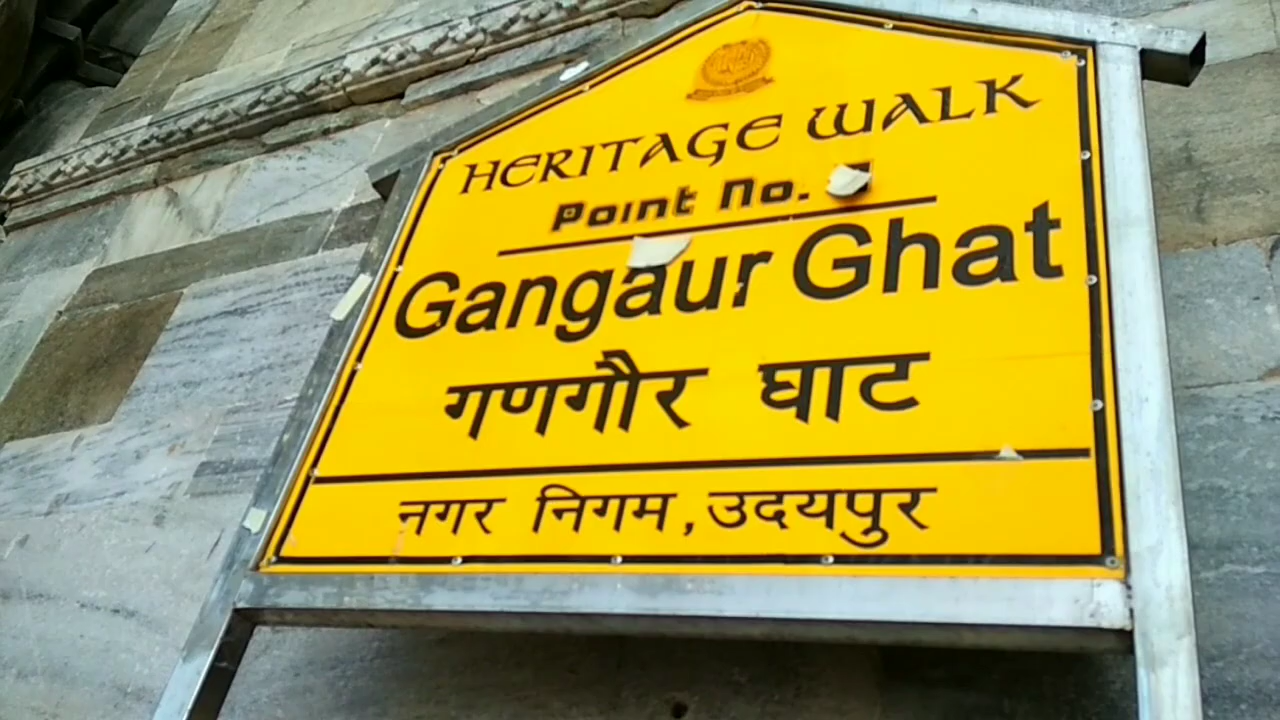 HERITAGE WALK
Point No.
Gangaur Ghat
गणगौर घाट
नगर निगम, उदयपुर